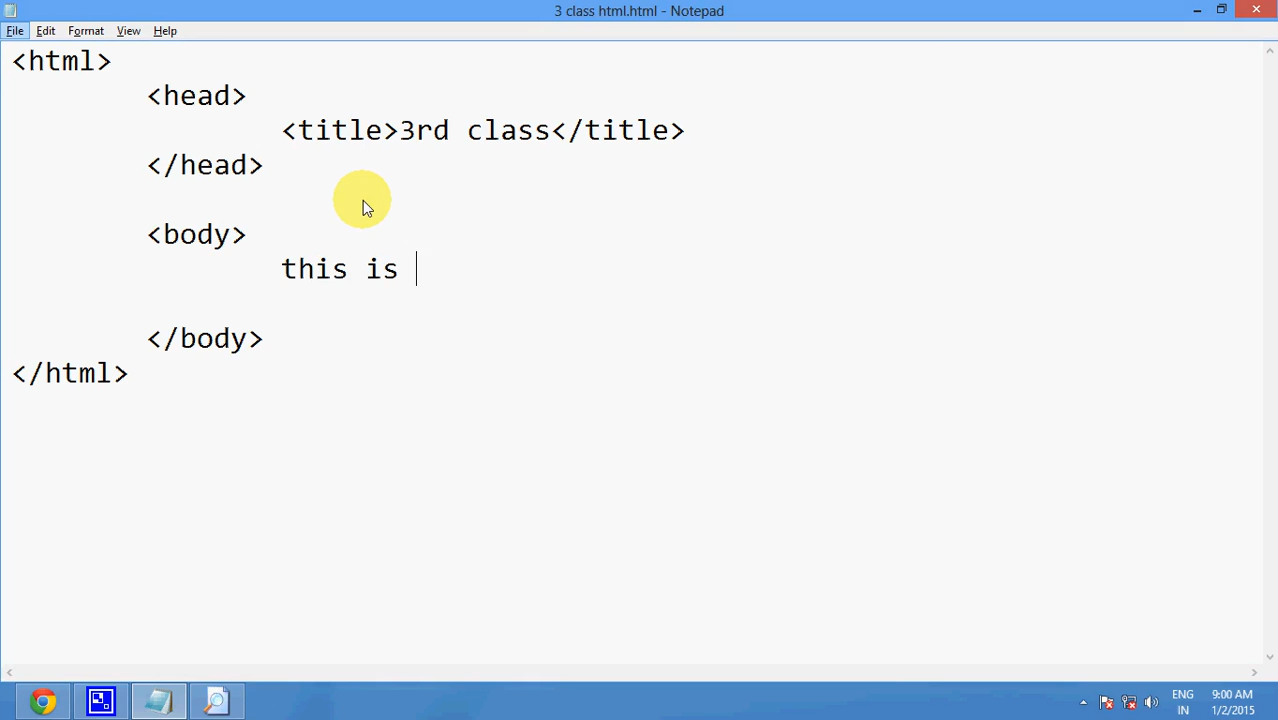 3 class html.html - Notepad
File Edit Format View Help
<html>
<head>
<title>3rd class</title>
</head>
<body>
this is
</body>
</html>
ENG 9:00 AM
IN 1/2/2015